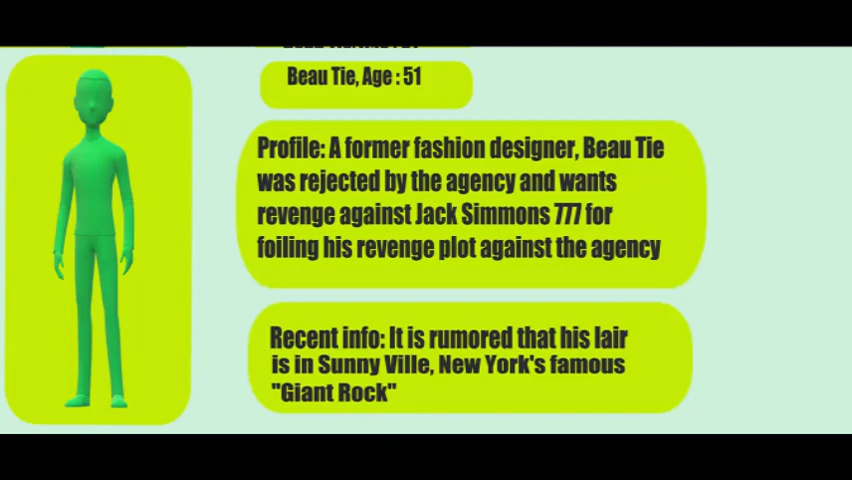 Beau Tie, Age : 51
Profile: A former fashion designer, Beau Tie
was rejected by the agency and wants
revenge against Jack Simmons 777 for
foiling his revenge plot against the agency
Recent info: It is rumored that his lair
is in Sunny Ville, New York's famous
"Giant Rock"